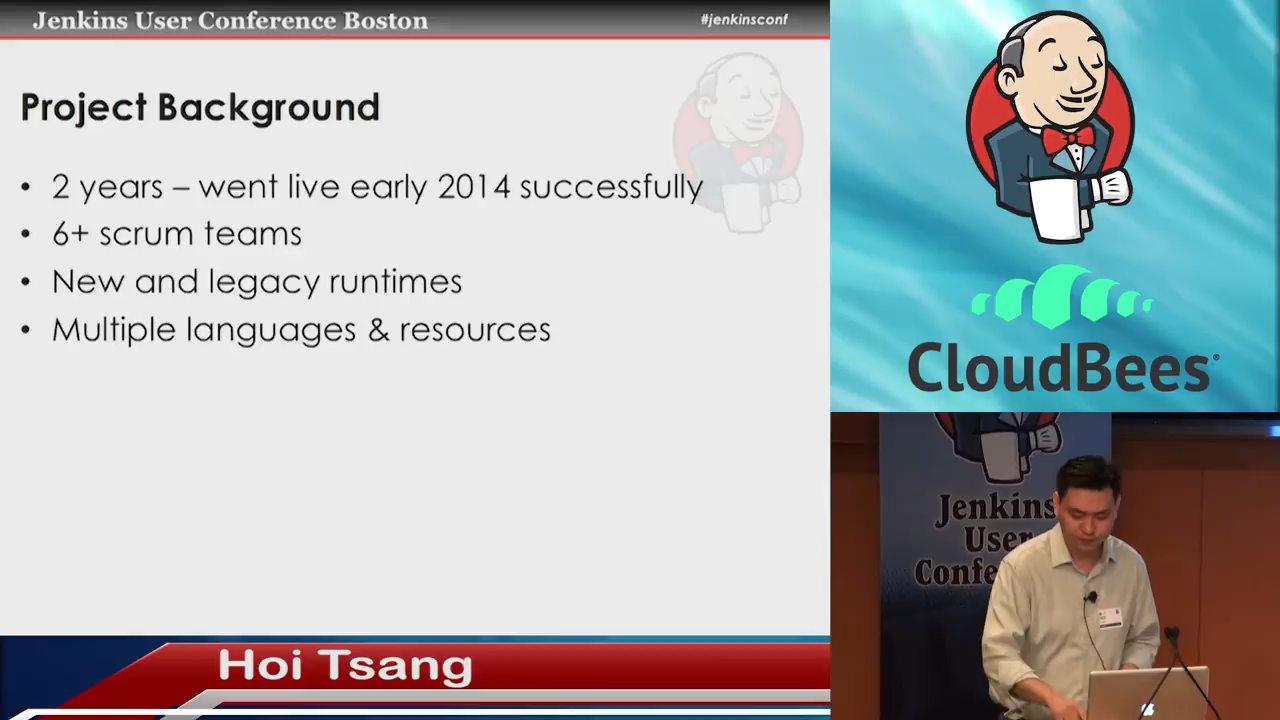 Jenkins User Conference Boston
#jenkinsconf
Project Background
• 2 years – went live early 2014 successfully
• 6+ scrum teams
• New and legacy runtimes
• Multiple languages & resources
CloudBees
Jenkins
User
Confe
Hoi Tsang